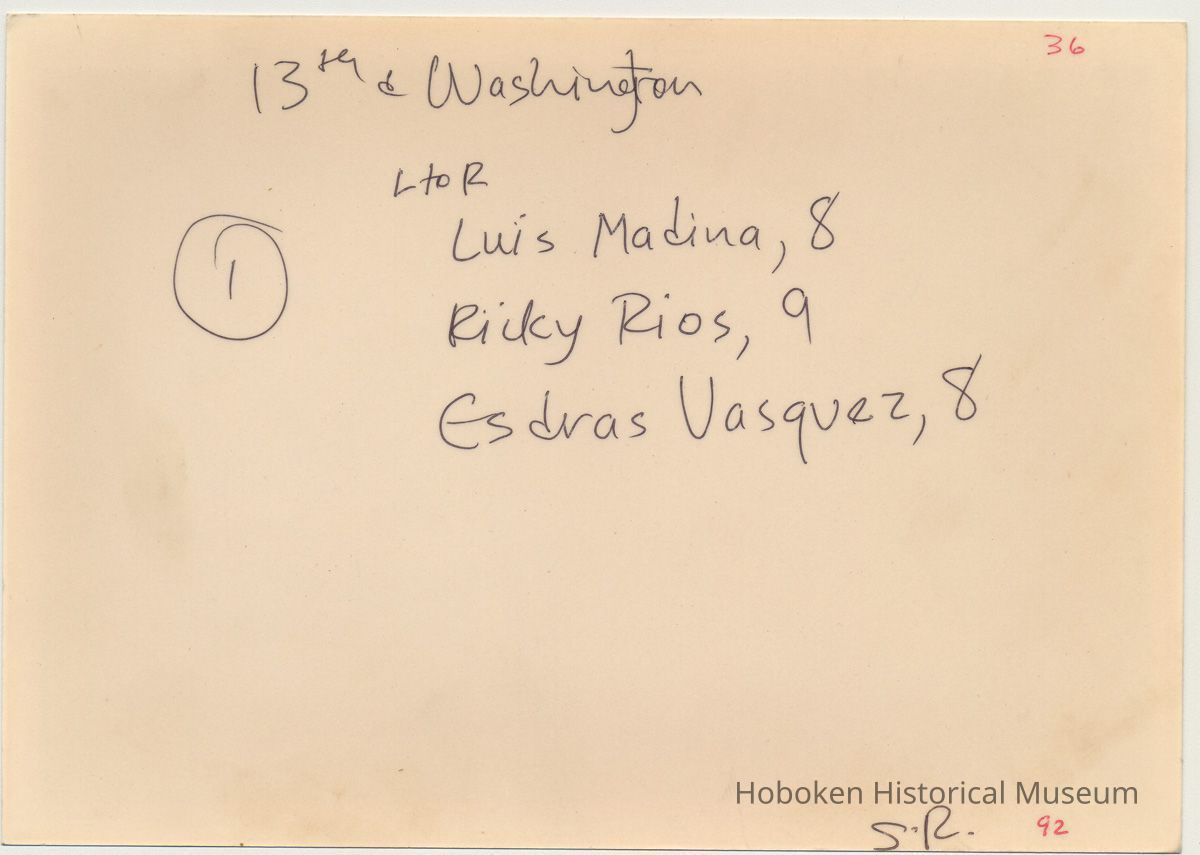 36
13th & Washington
L to R
Luis Madina, 8
1
Ricky Rios, 9
Esdras Vasquez, 8
Hoboken Historical Museum
S.R. 92